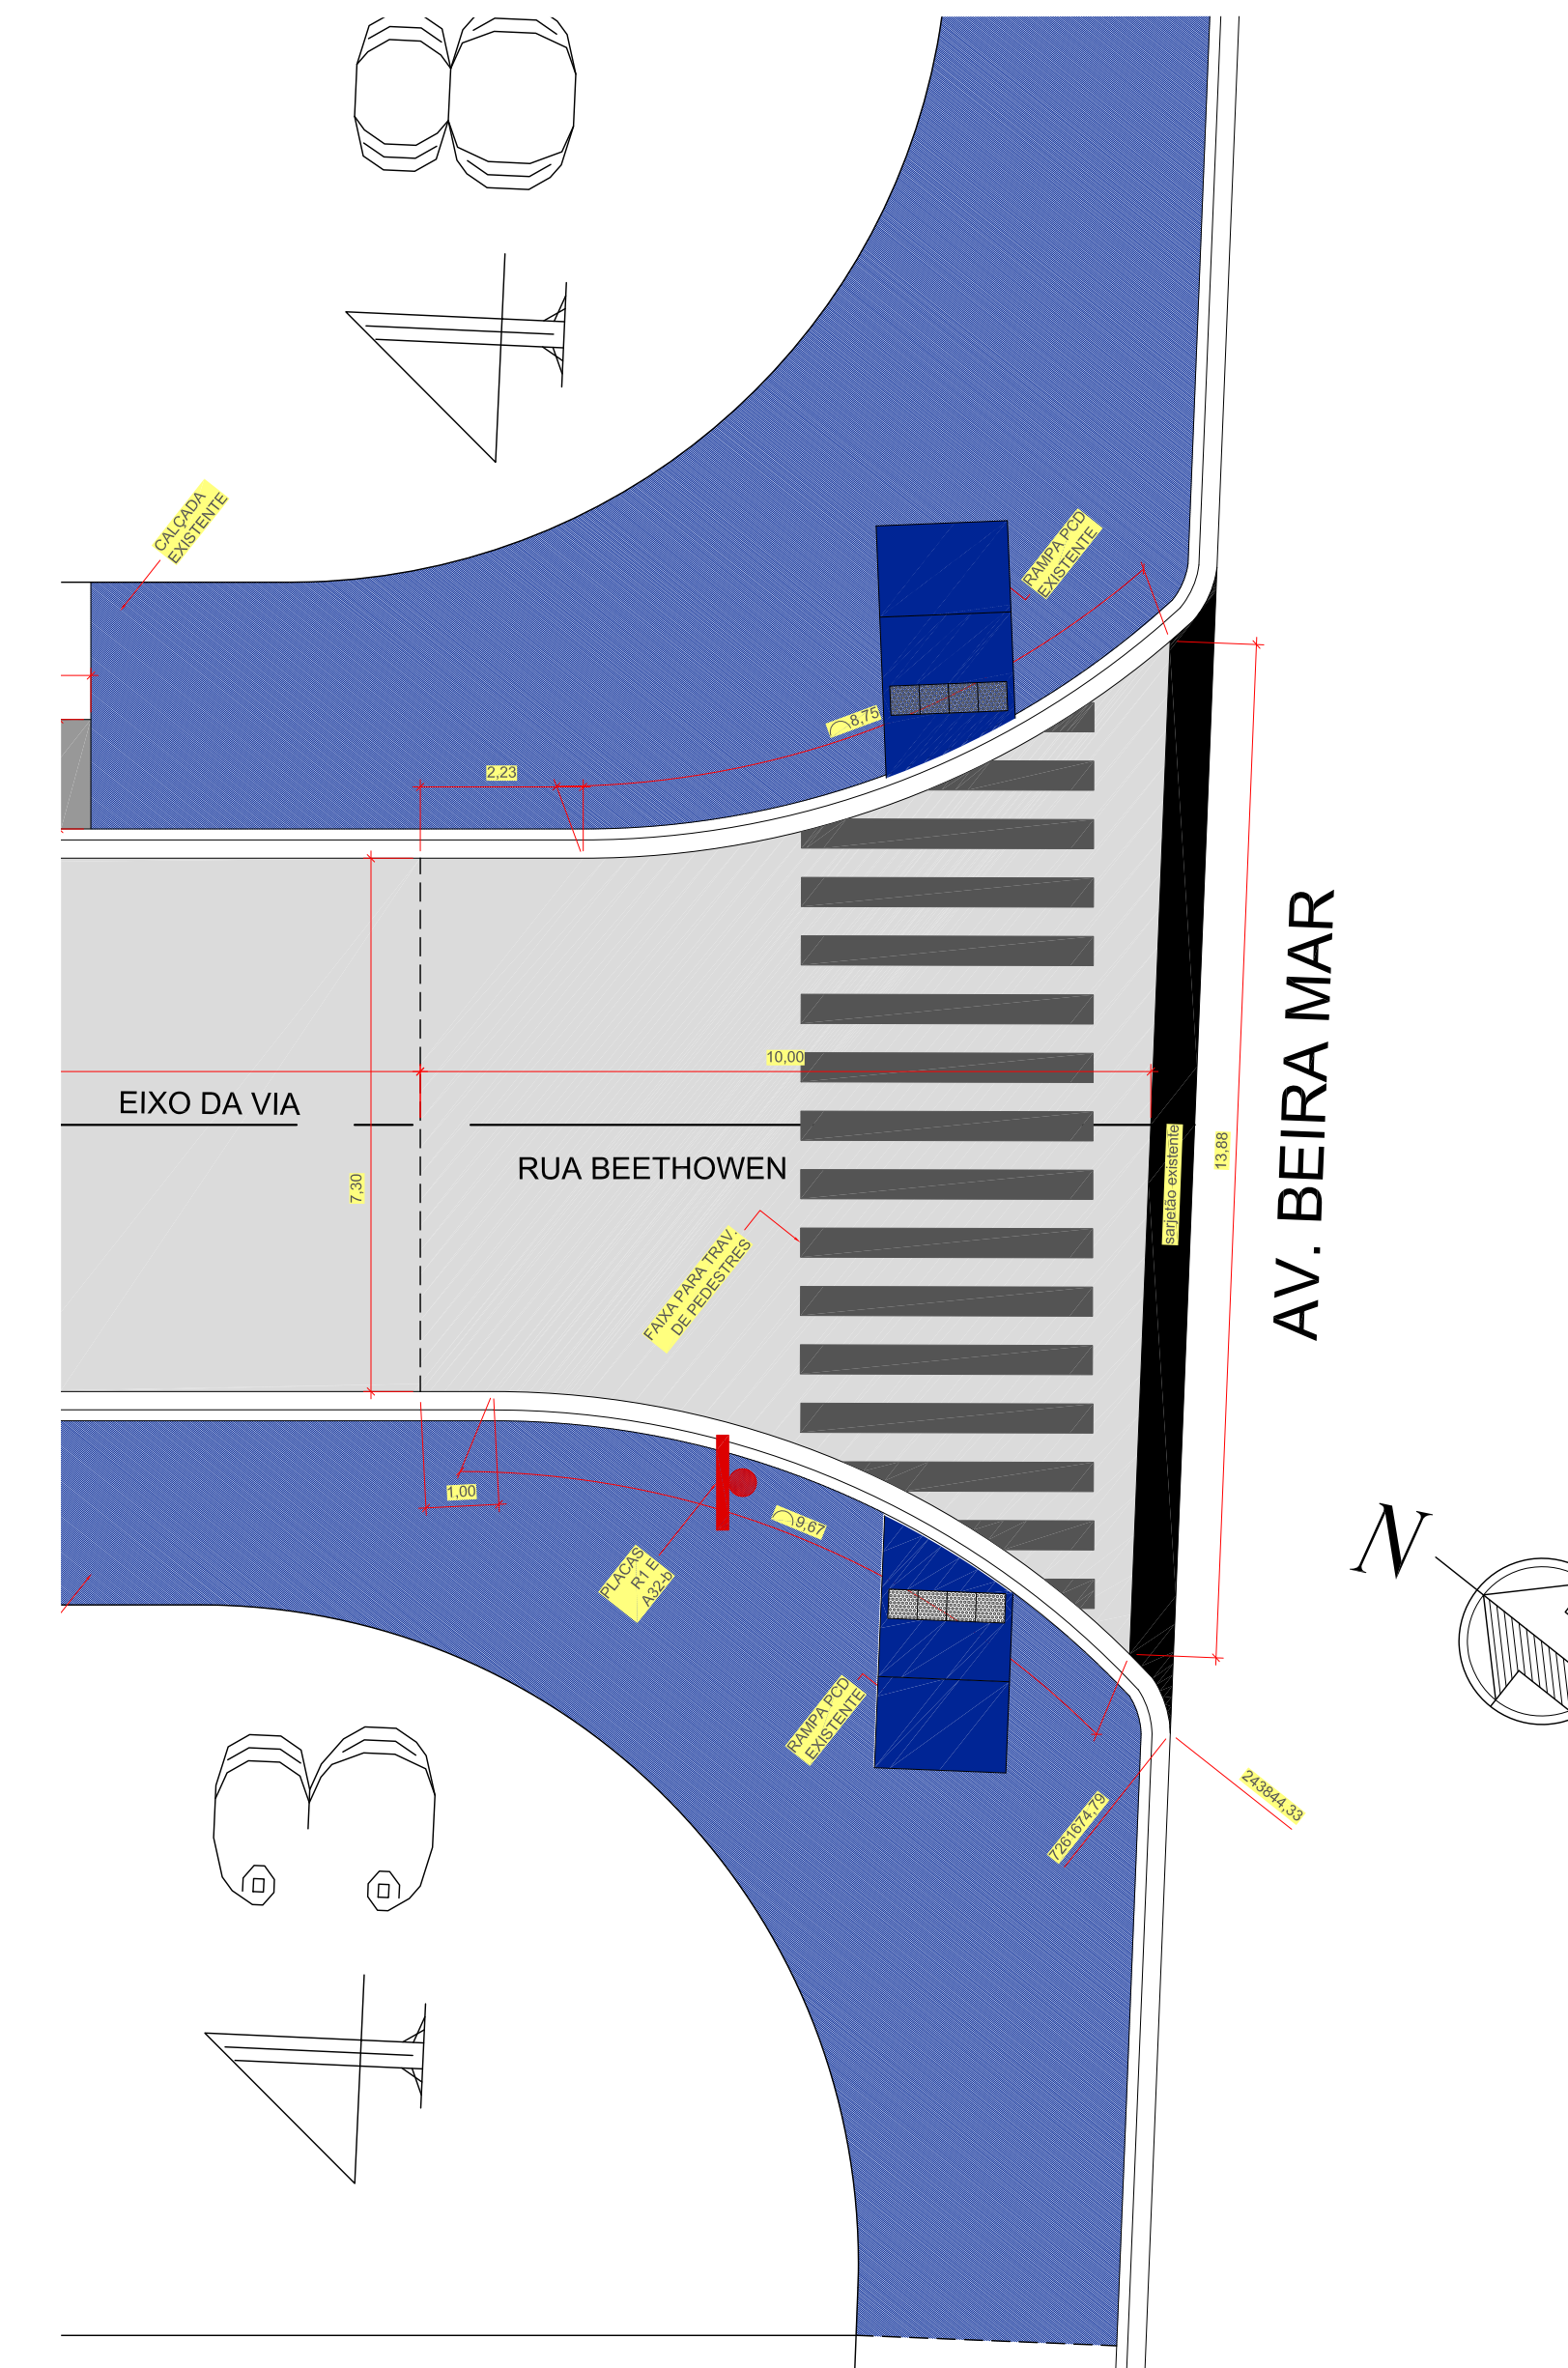 48
CALÇADA
EXISTENTE
RAMPA PCD
EXISTENTE
8,75
2,23
10,00
EIXO DA VIA
RUA BEETHOWEN
7,30
13,88
sarjetão existente
AV. BEIRA MAR
FAIXA PARA TRAV.
DE PEDESTRES
1,00
9,67
PLACAS
R1 E
A32-b
RAMPA PCD
EXISTENTE
N
7261674,79
243844,33
43